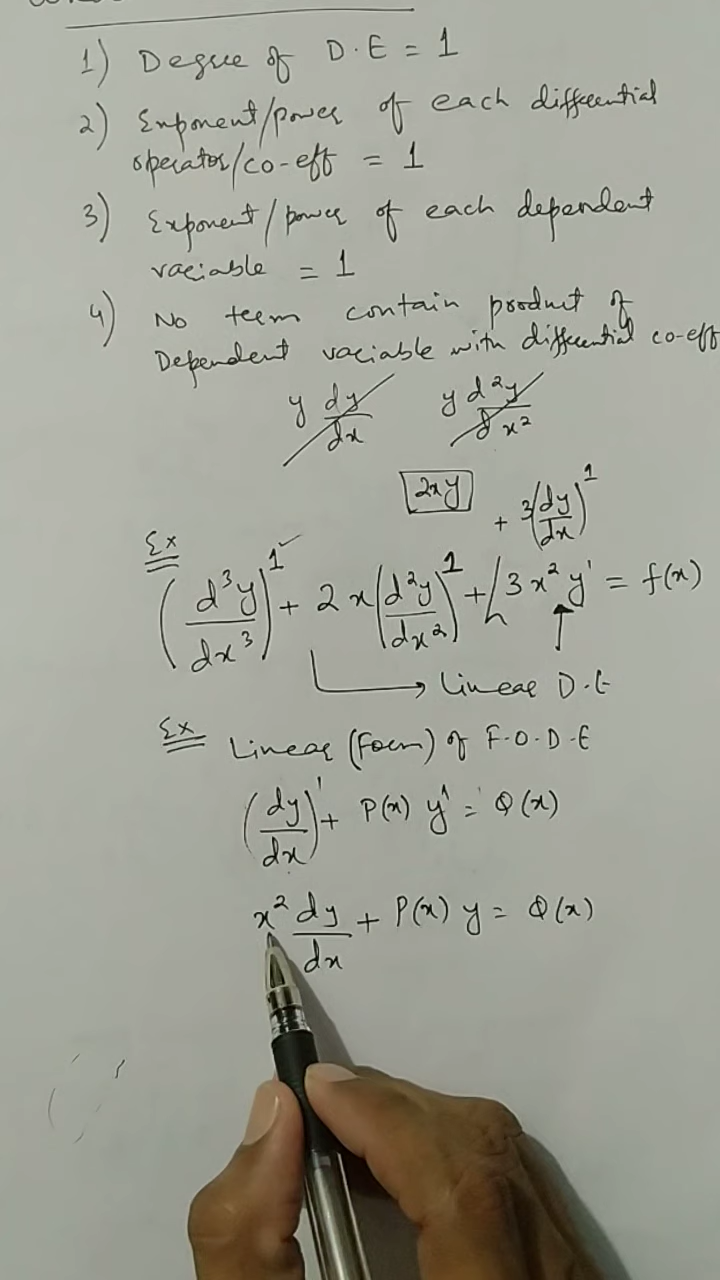 1) Degree of D.E = 1
2) Exponent/power of each differential
operator/co-eff = 1
3) Exponent/power of each dependent
variable = 1
4) No term contain product of
Dependent variable with differential co-eff
y dy/dx y d²y/dx²
2xy + 3(dy/dx)¹
Ex
(d³y/dx³)¹ + 2x(d²y/dx²)¹ + 3x²y¹ = f(x)
Linear D.E
Ex Linear (Form) of F.O.D.E
(dy/dx)¹ + P(x) y¹ = Q(x)
x² dy/dx + P(x) y = Q(x)